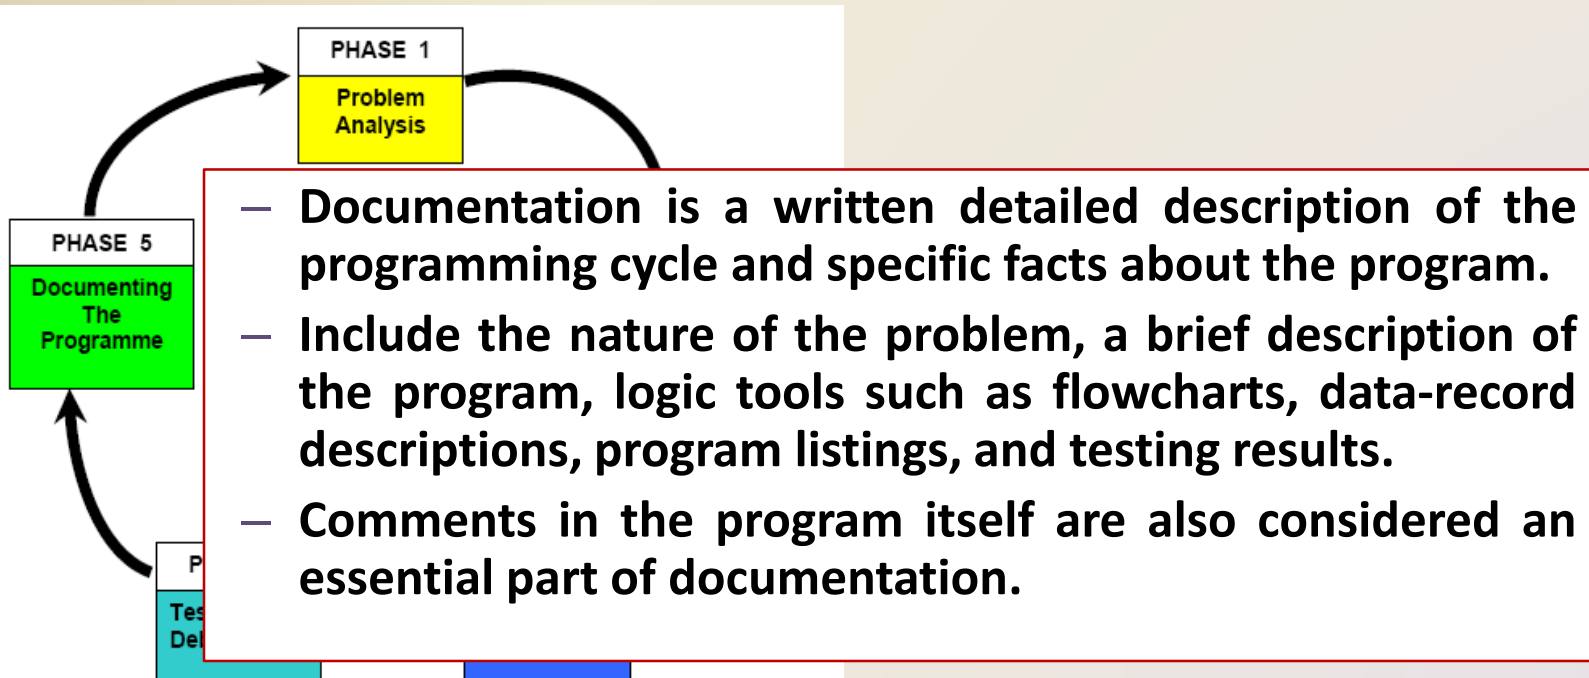 PHASE 1
Problem
Analysis
— Documentation is a written detailed description of the
programming cycle and specific facts about the program.
— Include the nature of the problem, a brief description of
the program, logic tools such as flowcharts, data-record
descriptions, program listings, and testing results.
— Comments in the program itself are also considered an
essential part of documentation.
PHASE 5
Documenting
The
Programme